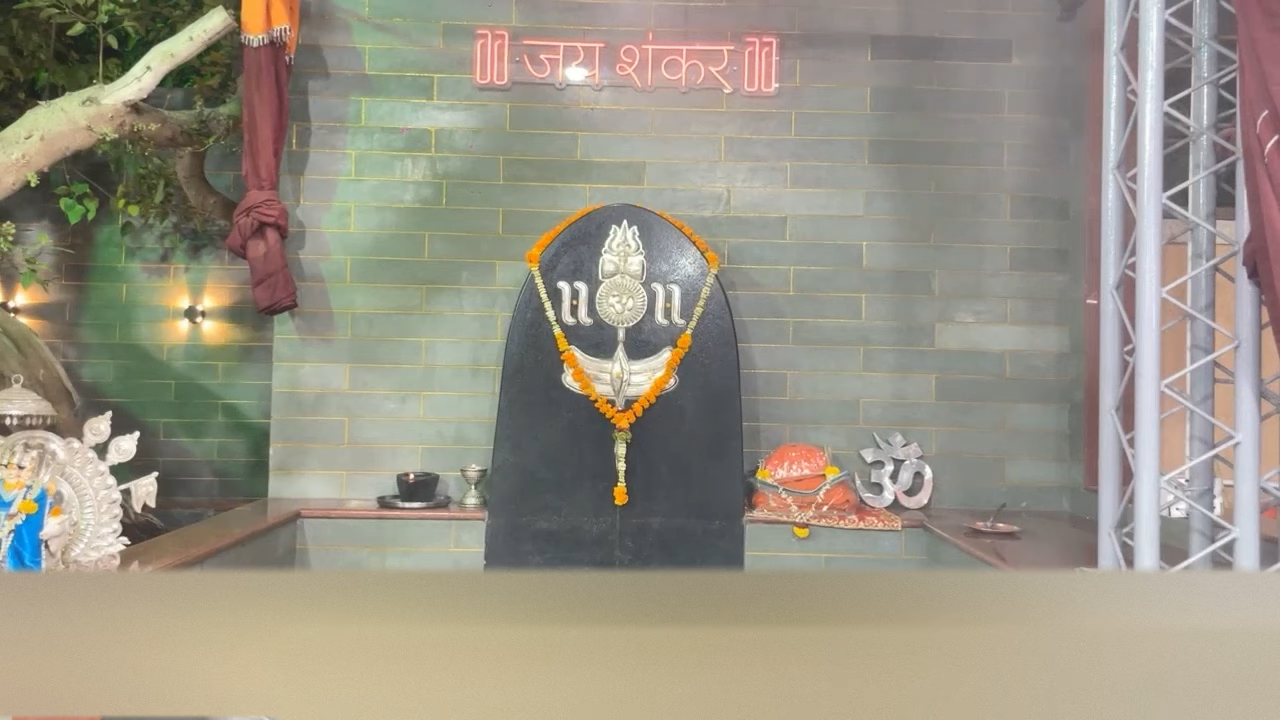 ॥ जय शंकर ॥
॥ ॐ ॥
ॐ